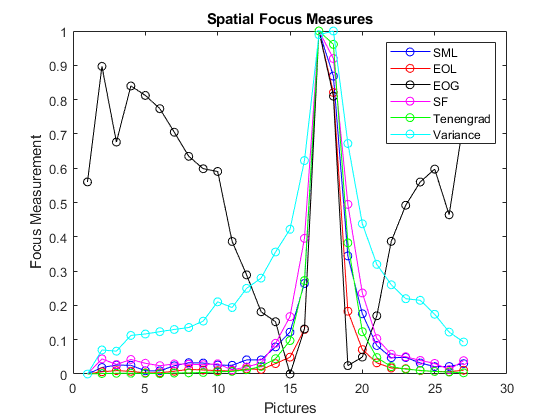 Spatial Focus Measures
1
0.9
0.8
0.7
0.6
0.5
0.4
0.3
0.2
0.1
0
Focus Measurement
0 5 10 15 20 25 30
Pictures
SML
EOL
EOG
SF
Tenengrad
Variance